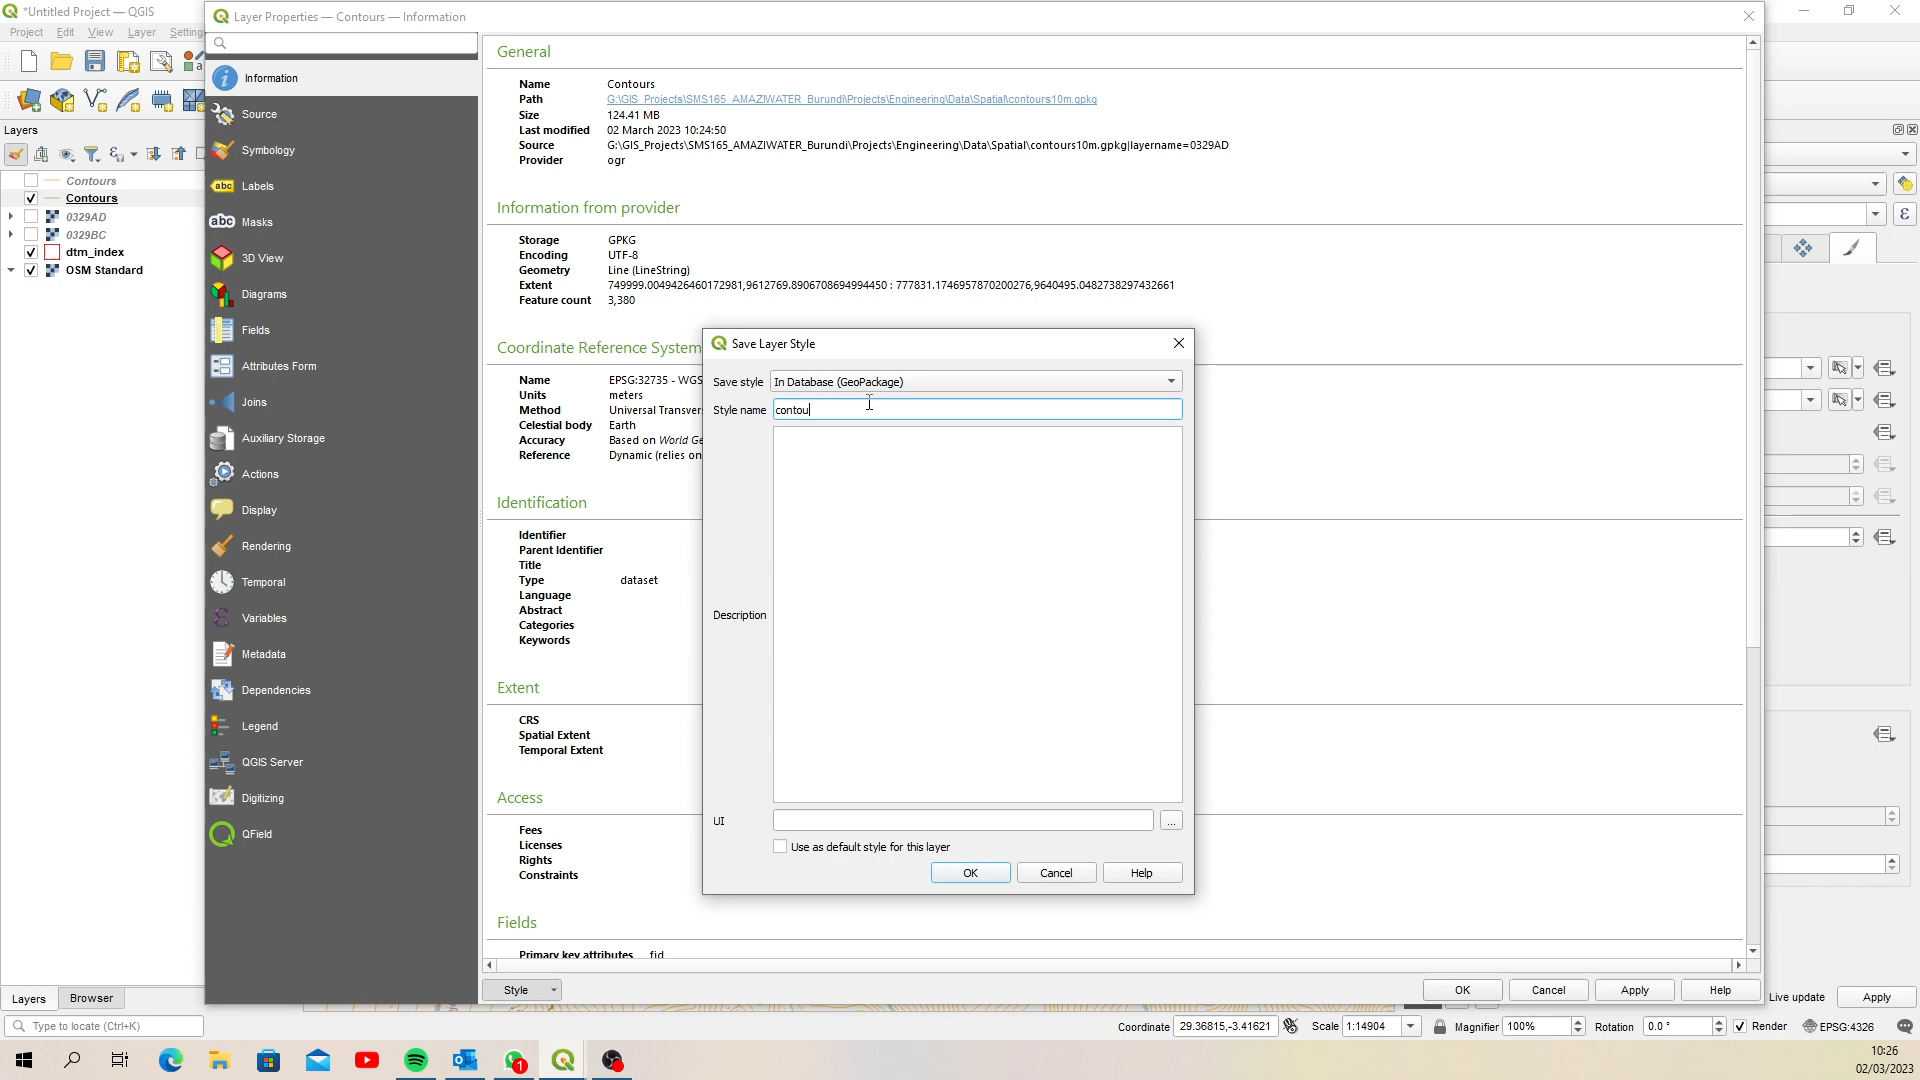 *Untitled Project — QGIS
Layer Properties — Contours — Information
Project Edit View Layer Setting
Information
Source
Symbology
Labels
Masks
3D View
Diagrams
Fields
Attributes Form
Joins
Auxiliary Storage
Actions
Display
Rendering
Temporal
Variables
Metadata
Dependencies
Legend
QGIS Server
Digitizing
QField
Layers
Contours
Contours
0329AD
0329BC
dtm_index
OSM Standard
General
Name Contours
Path G:\GIS_Projects\SMS165_AMAZIWATER_Burundi\Projects\Engineering\Data\Spatial\contours10m.gpkg
Size 124.41 MB
Last modified 02 March 2023 10:24:50
Source G:\GIS_Projects\SMS165_AMAZIWATER_Burundi\Projects\Engineering\Data\Spatial\contours10m.gpkg|layername=0329AD
Provider ogr
Information from provider
Storage GPKG
Encoding UTF-8
Geometry Line (LineString)
Extent 749999.0049426460172981,9612769.8906708694994450 : 777831.1746957870200276,9640495.0482738297432661
Feature count 3,380
Coordinate Reference System
Name EPSG:32735 - WGS
Units meters
Method Universal Transver
Celestial body Earth
Accuracy Based on World Ge
Reference Dynamic (relies on
Identification
Identifier
Parent Identifier
Title
Type dataset
Language
Abstract
Categories
Keywords
Extent
CRS
Spatial Extent
Temporal Extent
Access
Fees
Licenses
Rights
Constraints
Fields
Primary key attributes fid
Save Layer Style
Save style In Database (GeoPackage)
Style name contou
Description
UI
...
Use as default style for this layer
OK Cancel Help
Style
OK Cancel Apply Help
Layers Browser
Live update Apply
Type to locate (Ctrl+K)
Coordinate 29.36815,-3.41621 Scale 1:14904 Magnifier 100% Rotation 0.0 ° Render EPSG:4326
1
10:26
02/03/2023